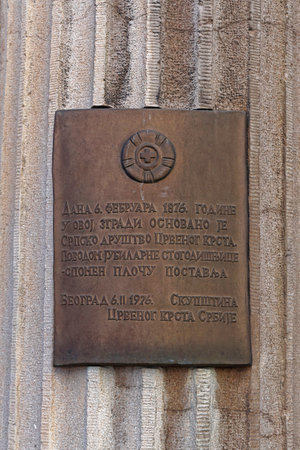 Дана 6. фебруара 1876. године
у овој згради основано је
Српско друштво Црвеног крста.
Поводом јубиларне стогодишњице
-спомен плочу поставља
Београд 6.II 1976. Скупштина
Црвеног крста Србије